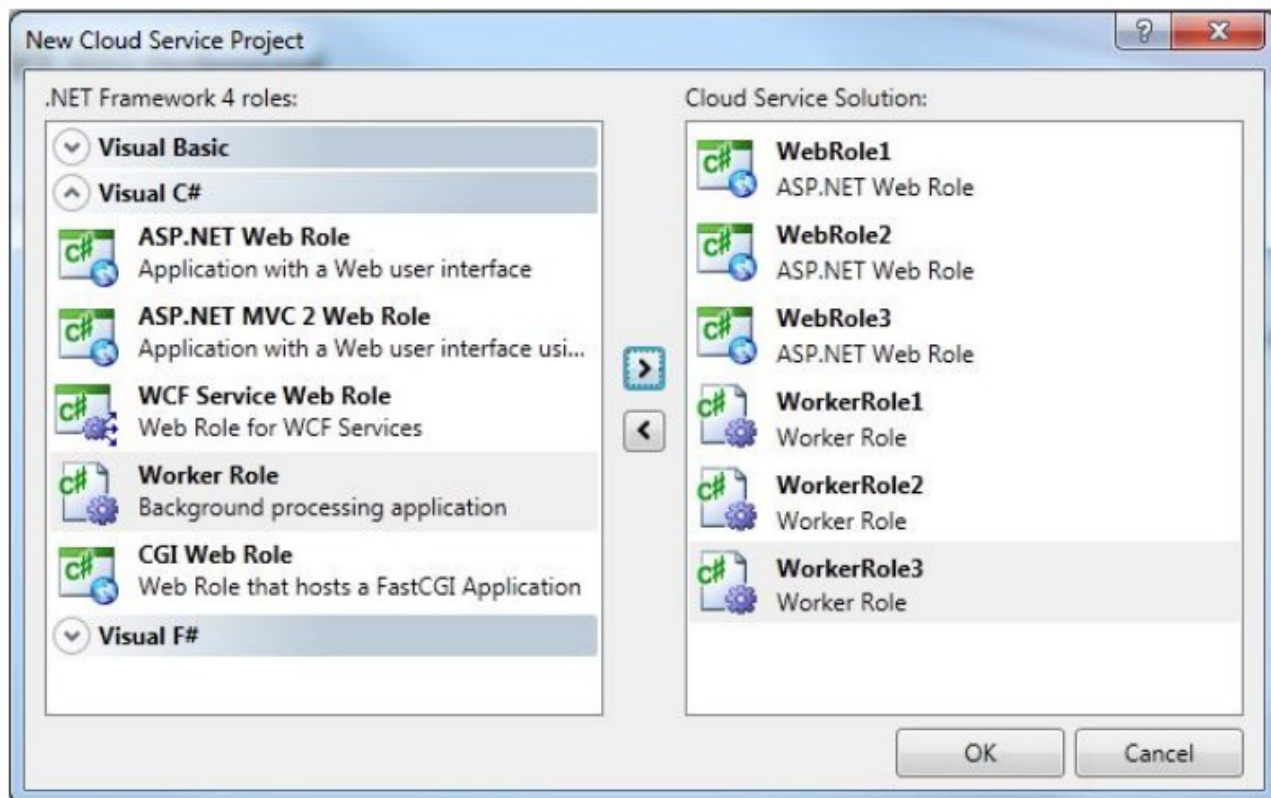 New Cloud Service Project
.NET Framework 4 roles:
Visual Basic
Visual C#
C#
ASP.NET Web Role
Application with a Web user interface
C#
ASP.NET MVC 2 Web Role
Application with a Web user interface usi...
C#
WCF Service Web Role
Web Role for WCF Services
C#
Worker Role
Background processing application
C#
CGI Web Role
Web Role that hosts a FastCGI Application
Visual F#
Cloud Service Solution:
C#
WebRole1
ASP.NET Web Role
C#
WebRole2
ASP.NET Web Role
C#
WebRole3
ASP.NET Web Role
C#
WorkerRole1
Worker Role
C#
WorkerRole2
Worker Role
C#
WorkerRole3
Worker Role
OK
Cancel